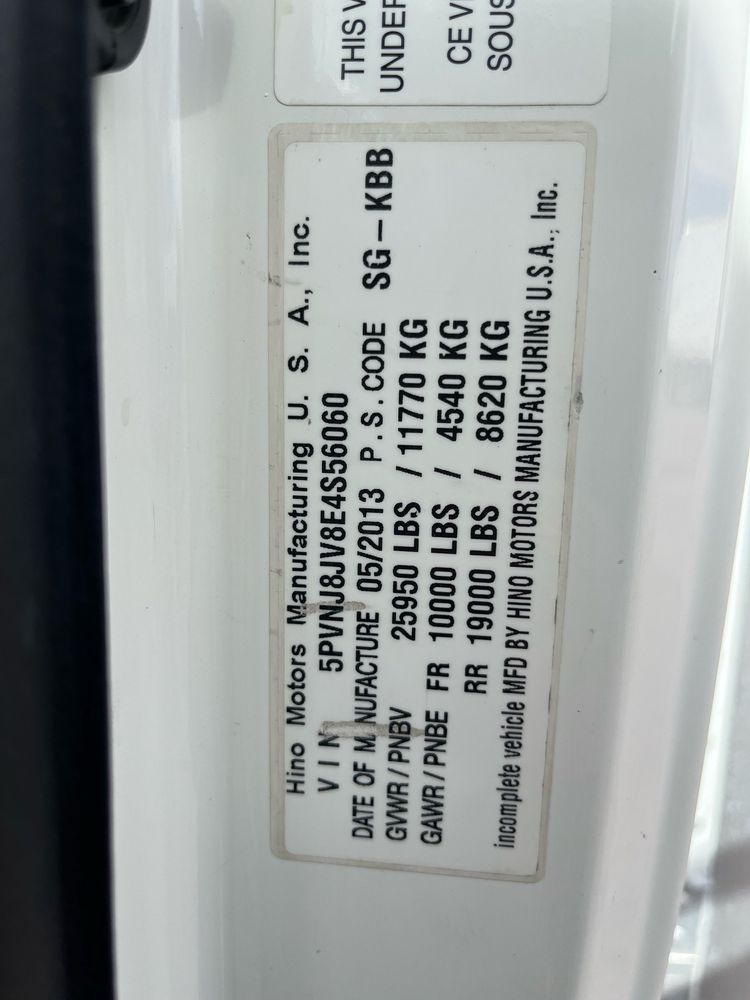 THIS V
UNDER
CE VE
SOUS
Hino Motors Manufacturing U. S. A., Inc.
VIN 5PVNJ8JV8E4S56060
DATE OF MANUFACTURE 05/2013 P.S. CODE SG-KBB
GVWR/PNBV 25950 LBS / 11770 KG
GAWR/PNBE FR 10000 LBS / 4540 KG
RR 19000 LBS / 8620 KG
incomplete vehicle MFD BY HINO MOTORS MANUFACTURING U.S.A., Inc.